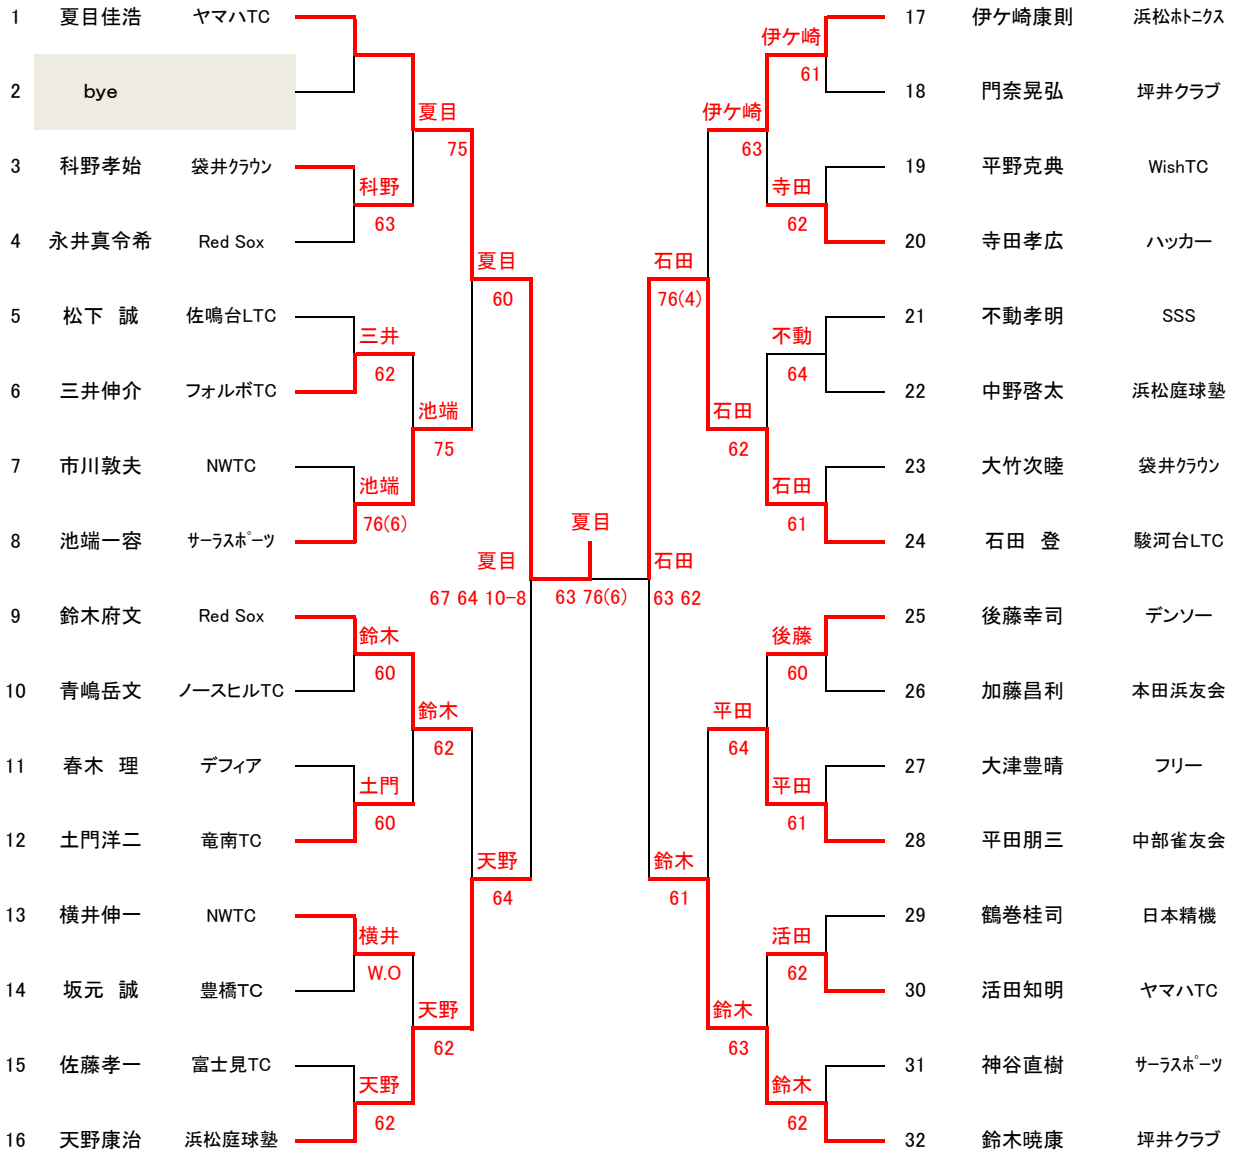 1 夏目佳浩 ヤマハTC
2 bye
3 科野孝始 袋井クラウン
4 永井真令希 Red Sox
5 松下 誠 佐鳴台LTC
6 三井伸介 フォルボTC
7 市川敦夫 NWTC
8 池端一容 サーラスポーツ
9 鈴木府文 Red Sox
10 青嶋岳文 ノースヒルTC
11 春木 理 デフィア
12 土門洋二 竜南TC
13 横井伸一 NWTC
14 坂元 誠 豊橋TC
15 佐藤孝一 富士見TC
16 天野康治 浜松庭球塾
科野
63
三井
62
池端
76(6)
鈴木
60
土門
60
横井
W.O
天野
62
夏目
75
池端
75
鈴木
62
天野
62
夏目
60
天野
64
夏目
67 64 10-8
夏目
63 76(6)
石田
63 62
石田
76(4)
鈴木
61
伊ケ崎
63
石田
62
平田
64
鈴木
63
伊ケ崎
61
寺田
62
不動
64
石田
61
後藤
60
平田
61
活田
62
鈴木
62
17 伊ケ崎康則 浜松ホトニクス
18 門奈晃弘 坪井クラブ
19 平野克典 WishTC
20 寺田孝広 ハッカー
21 不動孝明 SSS
22 中野啓太 浜松庭球塾
23 大竹次睦 袋井クラウン
24 石田 登 駿河台LTC
25 後藤幸司 デンソー
26 加藤昌利 本田浜友会
27 大津豊晴 フリー
28 平田朋三 中部雀友会
29 鶴巻桂司 日本精機
30 活田知明 ヤマハTC
31 神谷直樹 サーラスポーツ
32 鈴木暁康 坪井クラブ